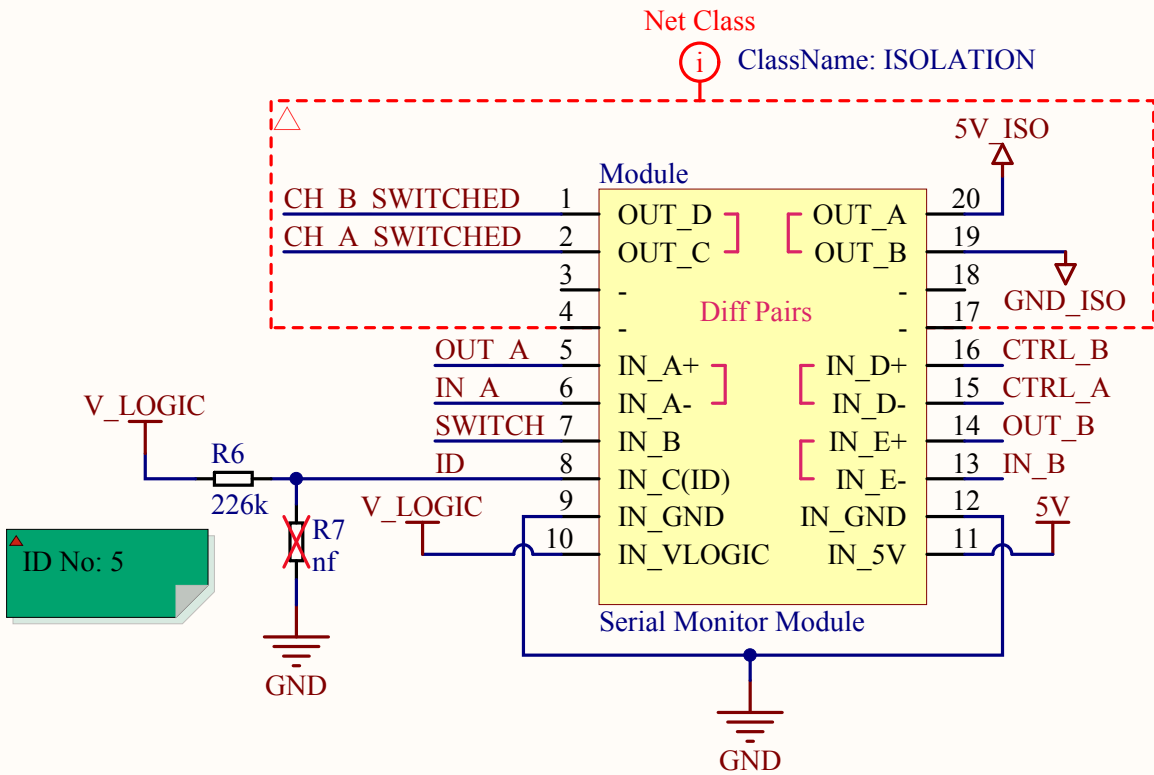 Net Class
i
ClassName: ISOLATION
5V_ISO
Module
CH_B_SWITCHED 1 OUT_D OUT_A 20
CH_A_SWITCHED 2 OUT_C OUT_B 19
3 - - 18
GND_ISO
Diff Pairs
4 - - 17
OUT_A 5 IN_A+ IN_D+ 16 CTRL_B
IN_A 6 IN_A- IN_D- 15 CTRL_A
V_LOGIC
SWITCH 7 IN_B IN_E+ 14 OUT_B
R6
ID 8 IN_C(ID) IN_E- 13 IN_B
226k
V_LOGIC 9 IN_GND IN_GND 12 5V
R7
10 IN_VLOGIC IN_5V 11
nf
ID No: 5
Serial Monitor Module
GND
GND